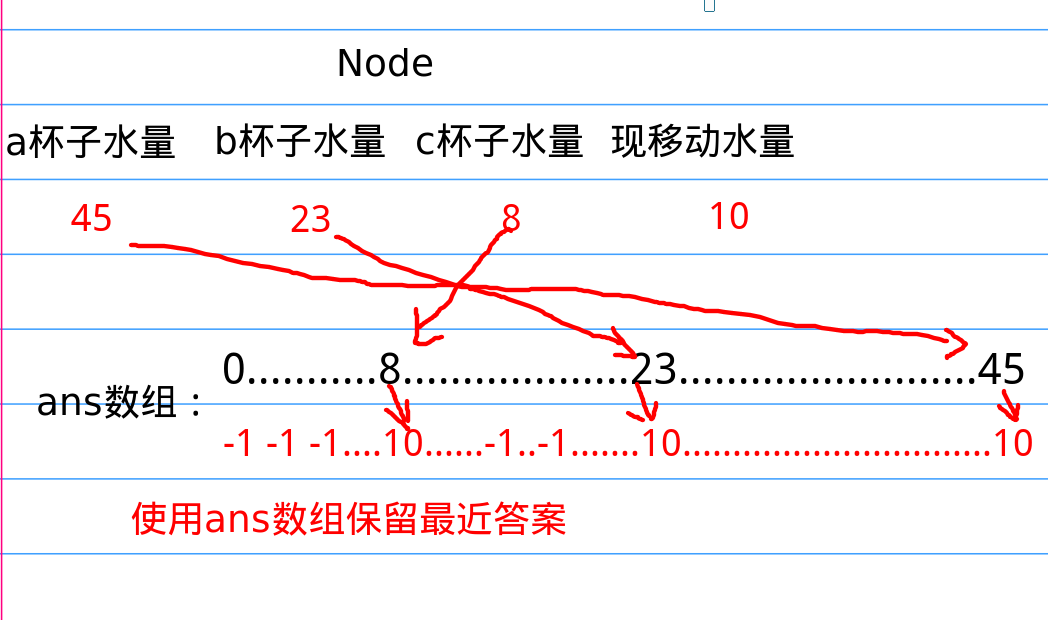 Node
a杯子水量 b杯子水量 c杯子水量 现移动水量
45 23 8 10
0...........8...................23.........................45
ans数组：
-1 -1 -1....10......-1..-1.......10...............................10
使用ans数组保留最近答案